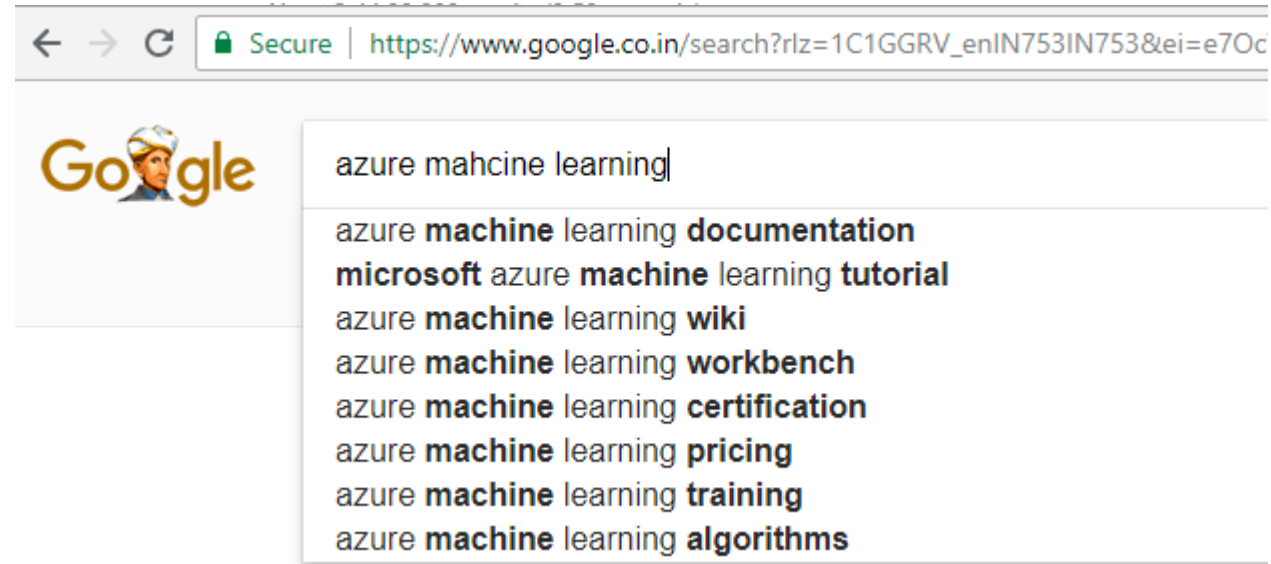 Secure | https://www.google.co.in/search?rlz=1C1GGRV_enIN753IN753&ei=e7Oc
Google
azure mahcine learning
azure machine learning documentation
microsoft azure machine learning tutorial
azure machine learning wiki
azure machine learning workbench
azure machine learning certification
azure machine learning pricing
azure machine learning training
azure machine learning algorithms